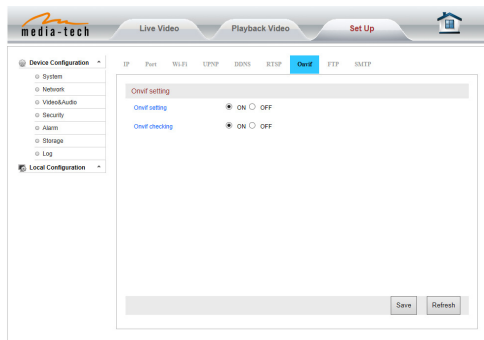 media-tech
Live Video Playback Video Set Up
Device Configuration
System
Network
Video&Audio
Security
Alarm
Storage
Log
Local Configuration
IP Port Wi-Fi UPNP DDNS RTSP Onvif FTP SMTP
Onvif setting
Onvif setting ON OFF
Onvif checking ON OFF
Save Refresh